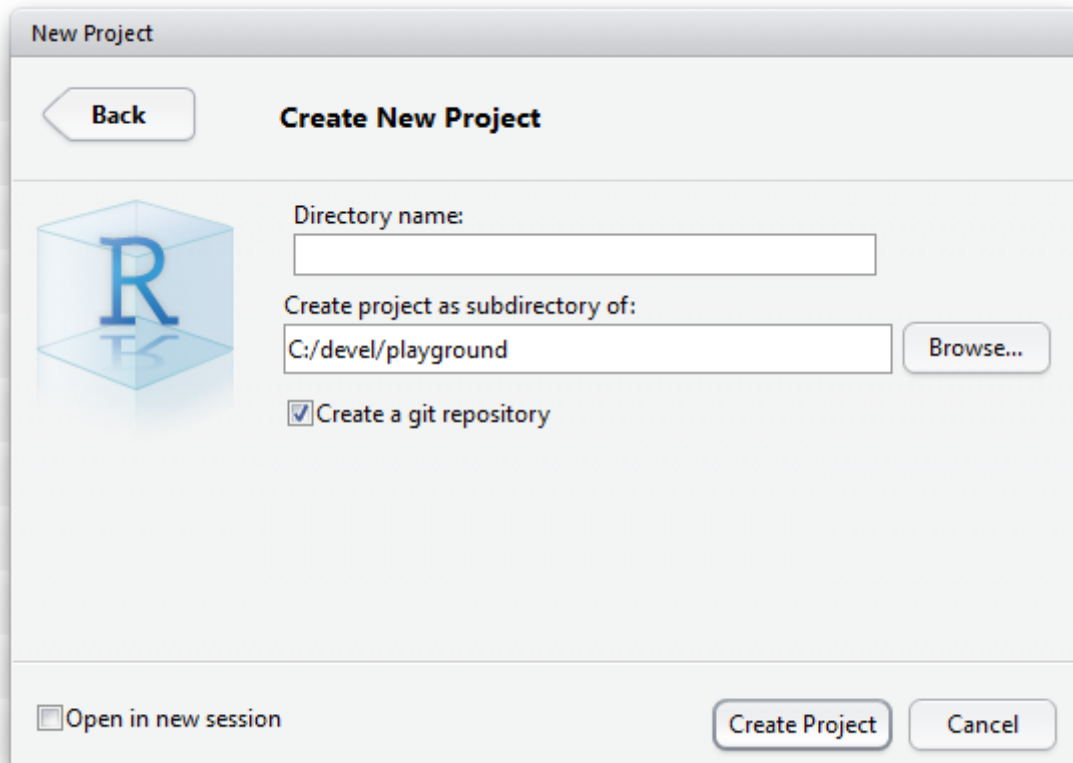 New Project
Back
Create New Project
R
Directory name:
Create project as subdirectory of:
C:/devel/playground
Browse...
Create a git repository
Open in new session
Create Project
Cancel